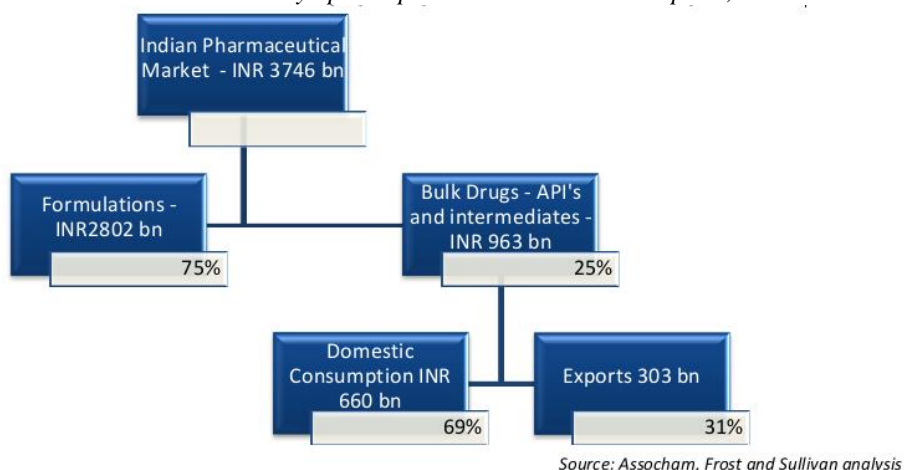 Indian Pharmaceutical
Market - INR 3746 bn
Formulations -
INR2802 bn
75%
Bulk Drugs - API's
and intermediates -
INR 963 bn
25%
Domestic
Consumption INR
660 bn
69%
Exports 303 bn
31%
Source: Assocham, Frost and Sullivan analysis